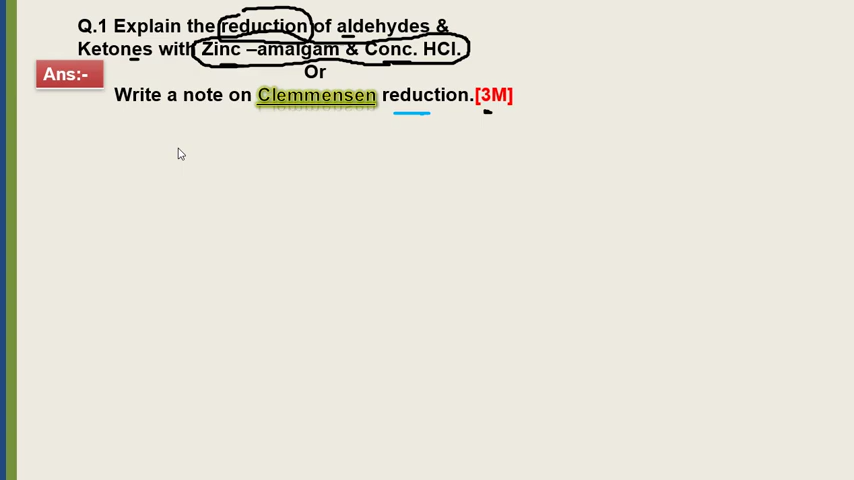 Q.1 Explain the reduction of aldehydes &
Ketones with Zinc –amalgam & Conc. HCl.
Or
Ans:-
Write a note on Clemmensen reduction.[3M]